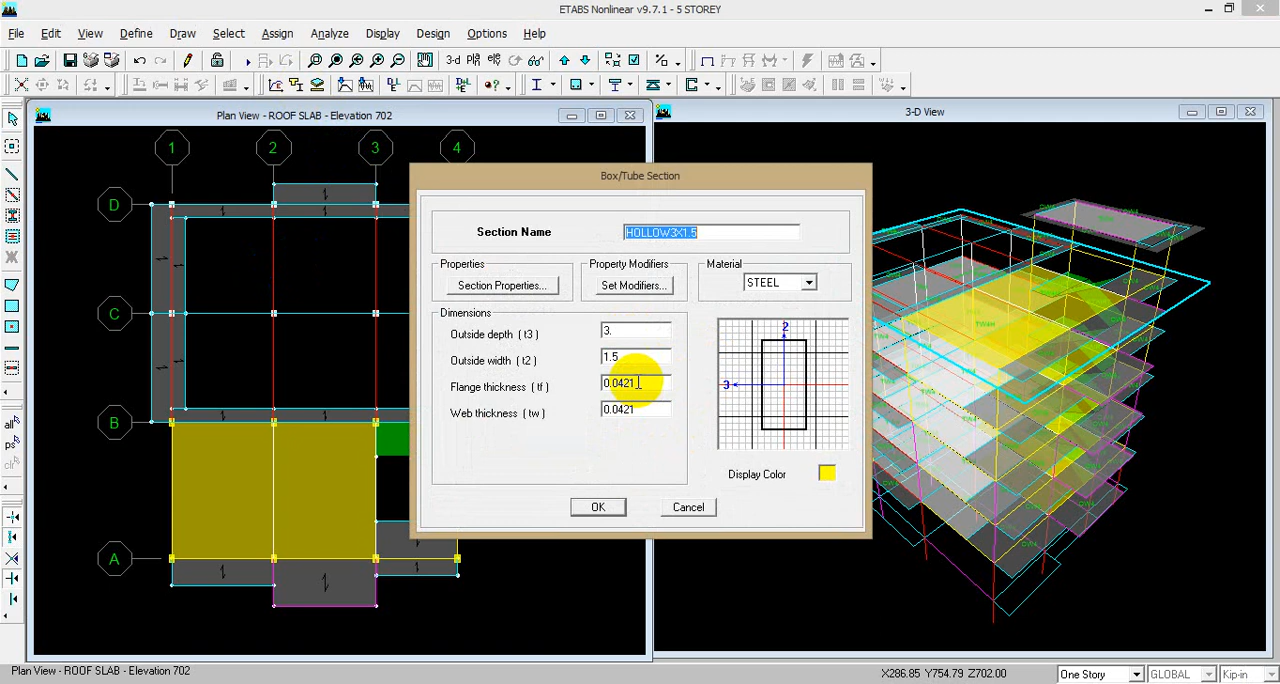 ETABS Nonlinear v9.7.1 - 5 STOREY
File Edit View Define Draw Select Assign Analyze Display Design Options Help
3-d
Plan View - ROOF SLAB - Elevation 702
3-D View
1 2 3 4
D
C
B
A
Box/Tube Section
Section Name HOLLOW3X1.5
Properties
Section Properties...
Property Modifiers
Set Modifiers...
Material
STEEL
Dimensions
Outside depth ( t3 ) 3.
Outside width ( t2 ) 1.5
Flange thickness ( tf ) 0.0421
Web thickness ( tw ) 0.0421
2
3
Display Color
OK Cancel
all
ps
clr
Plan View - ROOF SLAB - Elevation 702
X286.85 Y754.79 Z702.00
One Story
GLOBAL
Kip-in